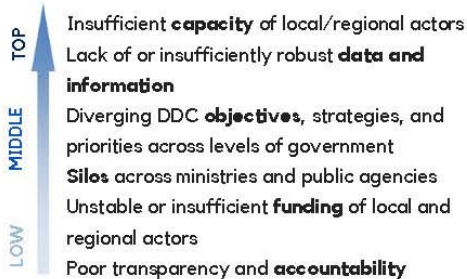 TOP
MIDDLE
LOW
Insufficient capacity of local/regional actors
Lack of or insufficiently robust data and
information
Diverging DDC objectives, strategies, and
priorities across levels of government
Silos across ministries and public agencies
Unstable or insufficient funding of local and
regional actors
Poor transparency and accountability